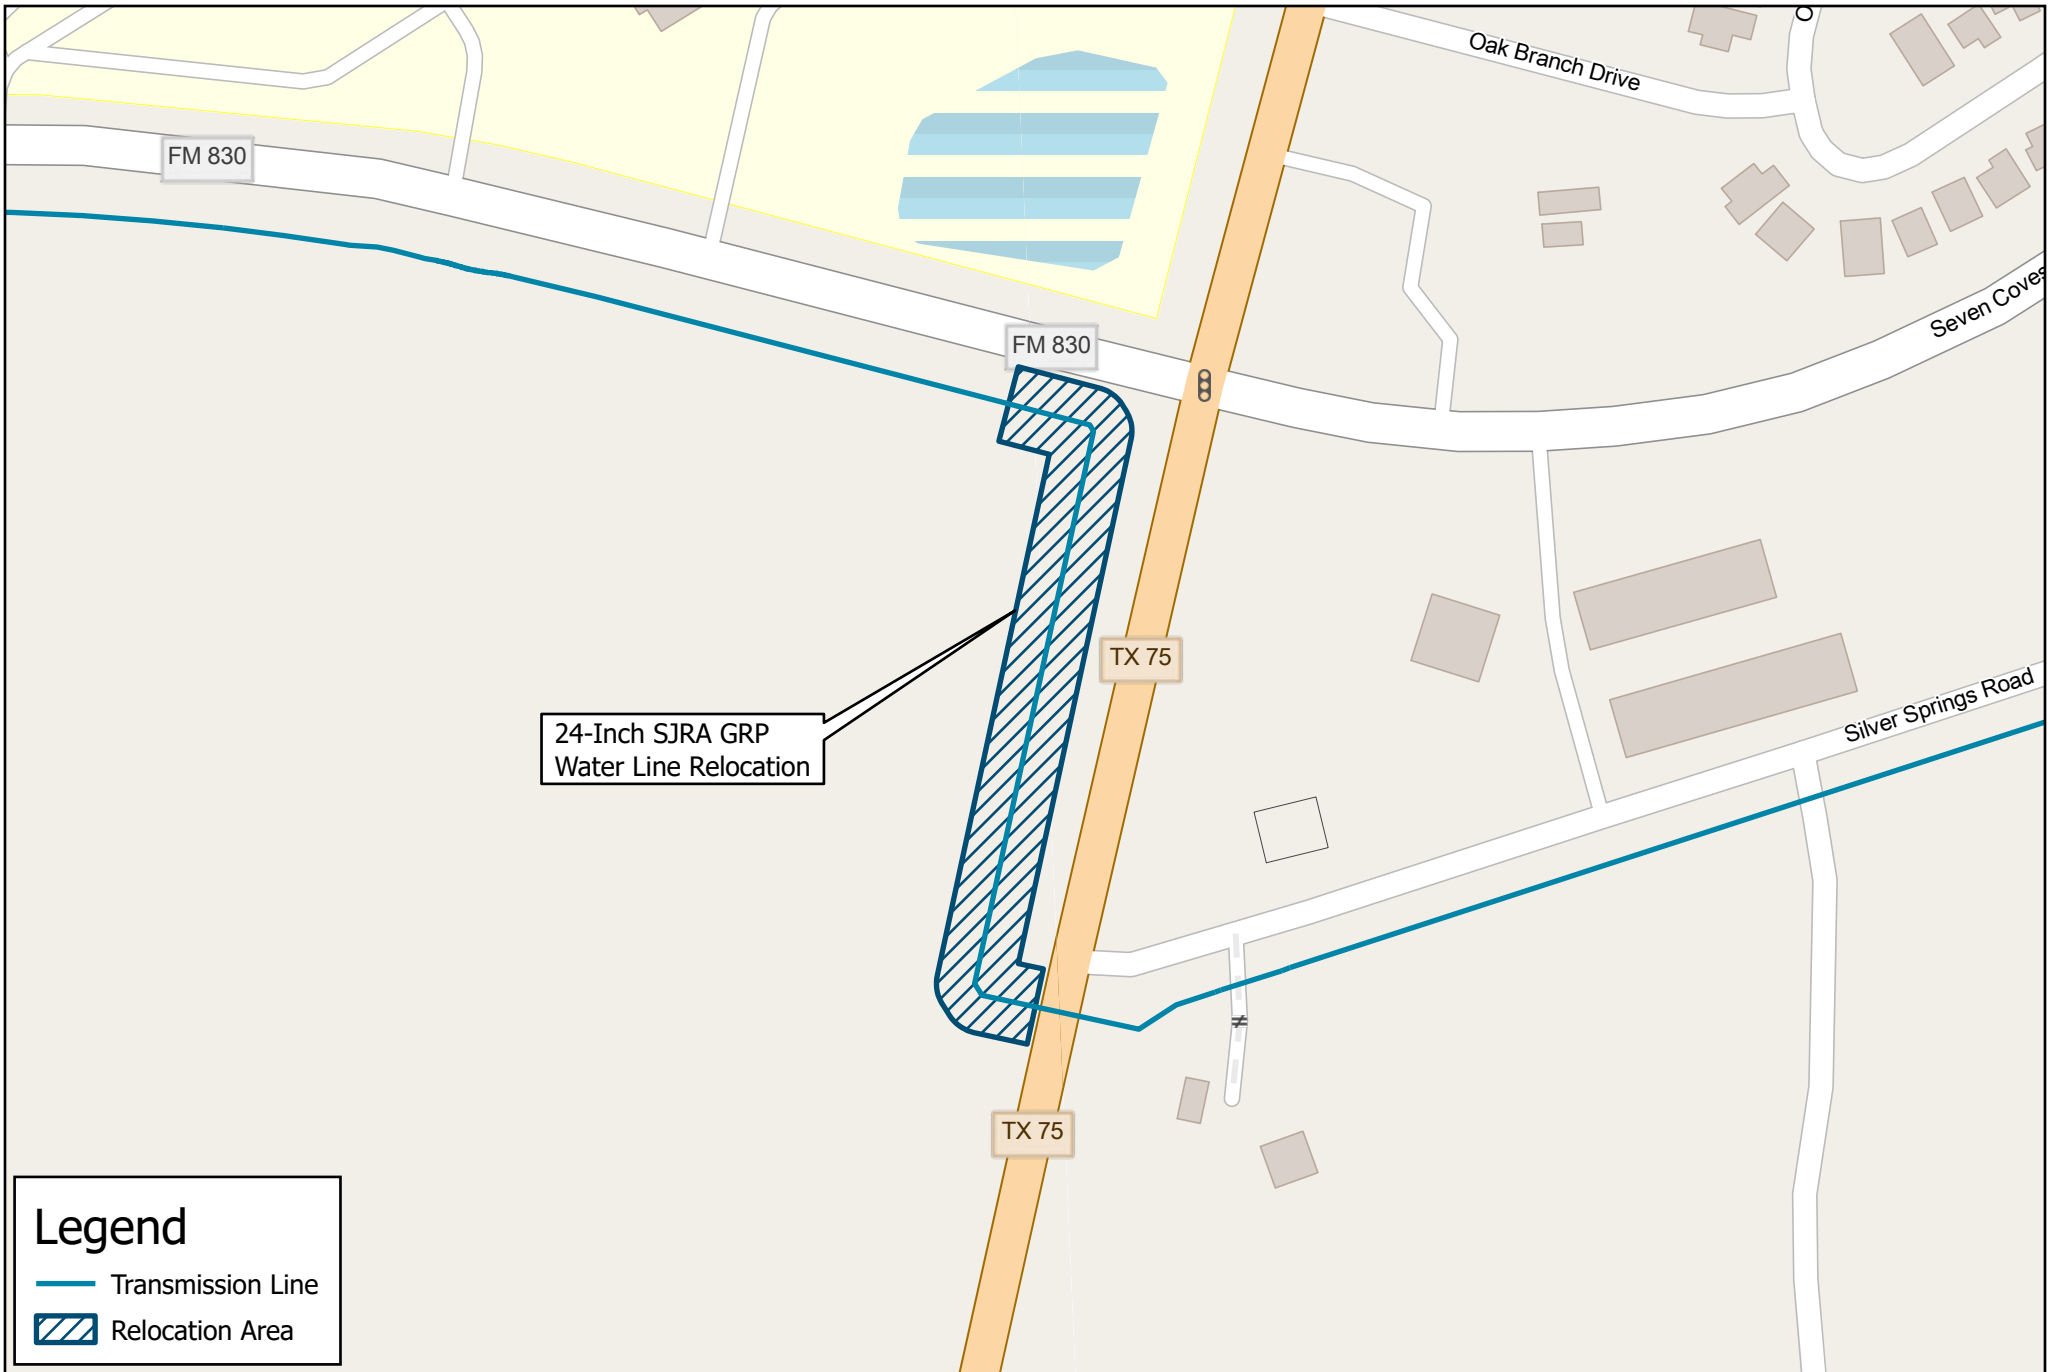 Oak Branch Drive
O
FM 830
FM 830
Seven Coves
TX 75
24-Inch SJRA GRP
Water Line Relocation
Silver Springs Road
TX 75
Legend
Transmission Line
Relocation Area